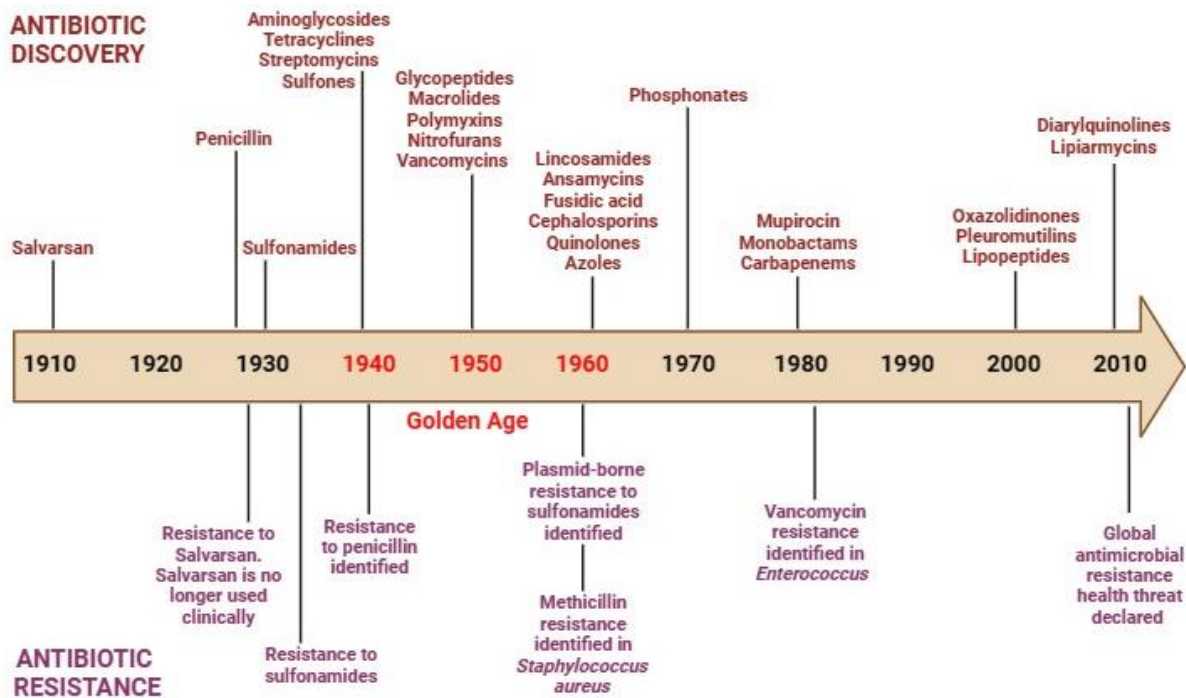 ANTIBIOTIC
DISCOVERY
Salvarsan
Penicillin
Sulfonamides
Aminoglycosides
Tetracyclines
Streptomycins
Sulfones
Glycopeptides
Macrolides
Polymyxins
Nitrofurans
Vancomycins
Lincosamides
Ansamycins
Fusidic acid
Cephalosporins
Quinolones
Azoles
Phosphonates
Mupirocin
Monobactams
Carbapenems
Oxazolidinones
Pleuromutilins
Lipopeptides
Diarylquinolines
Lipiarmycins
1910 1920 1930 1940 1950 1960 1970 1980 1990 2000 2010
Golden Age
Resistance to
Salvarsan.
Salvarsan is no
longer used
clinically
Resistance to
sulfonamides
Resistance
to penicillin
identified
Plasmid-borne
resistance to
sulfonamides
identified
Methicillin
resistance
identified in
Staphylococcus
aureus
Vancomycin
resistance
identified in
Enterococcus
Global
antimicrobial
resistance
health threat
declared
ANTIBIOTIC
RESISTANCE